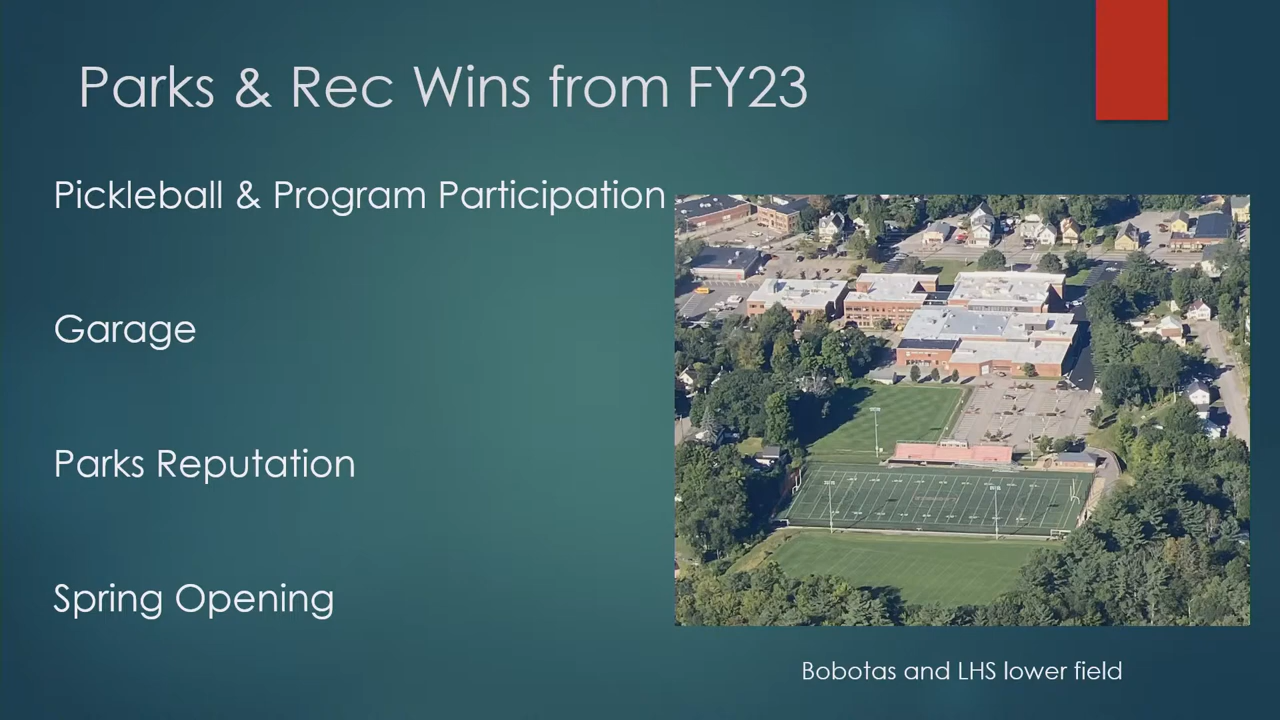 Parks & Rec Wins from FY23
Pickleball & Program Participation
Garage
Parks Reputation
Spring Opening
Bobotas and LHS lower field